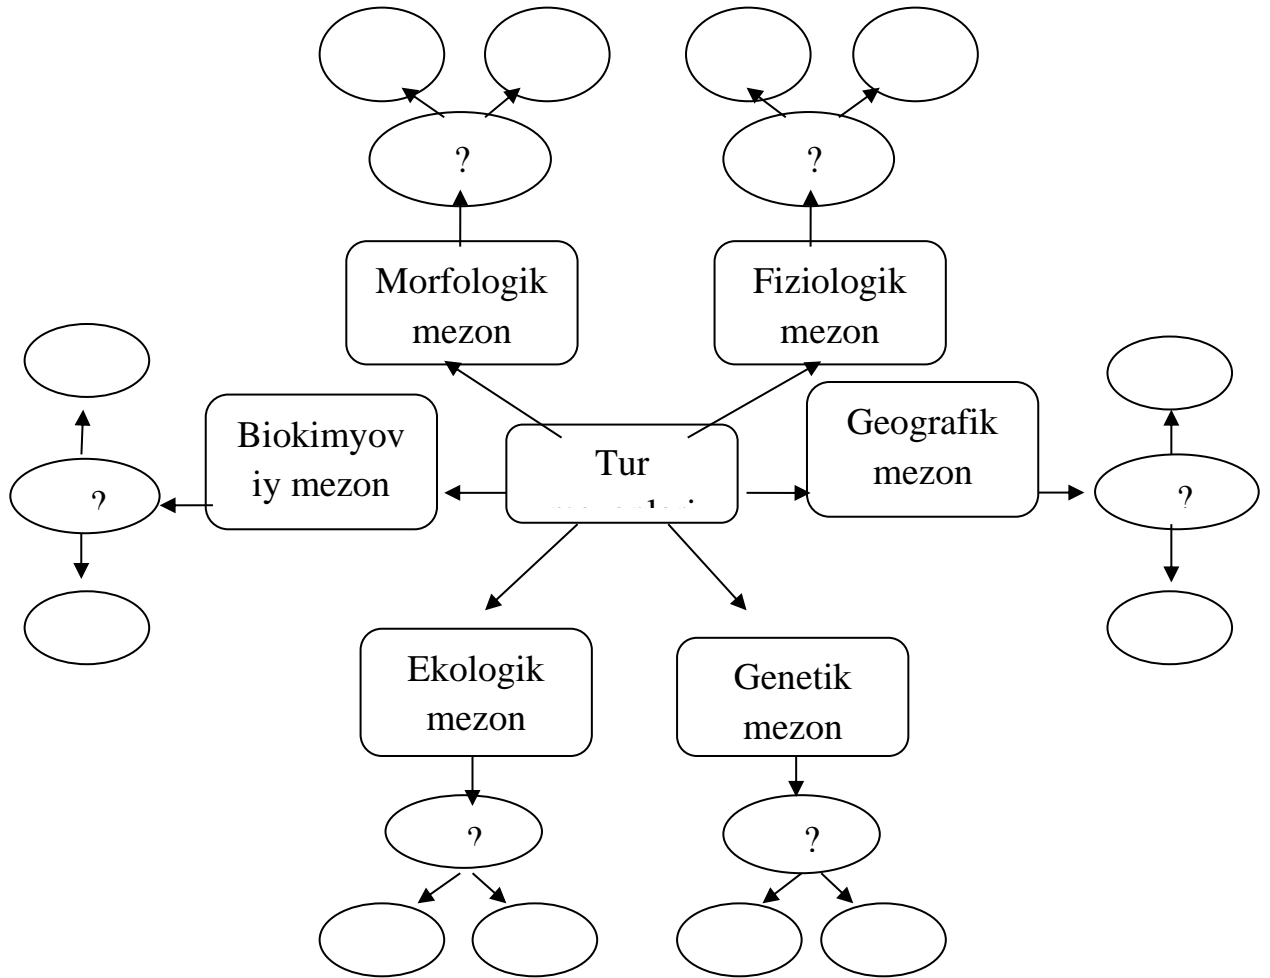 ?
?
Morfologik
mezon
Fiziologik
mezon
Biokimyov
iy mezon
Tur
Geografik
mezon
?
?
Ekologik
mezon
Genetik
mezon
?
?